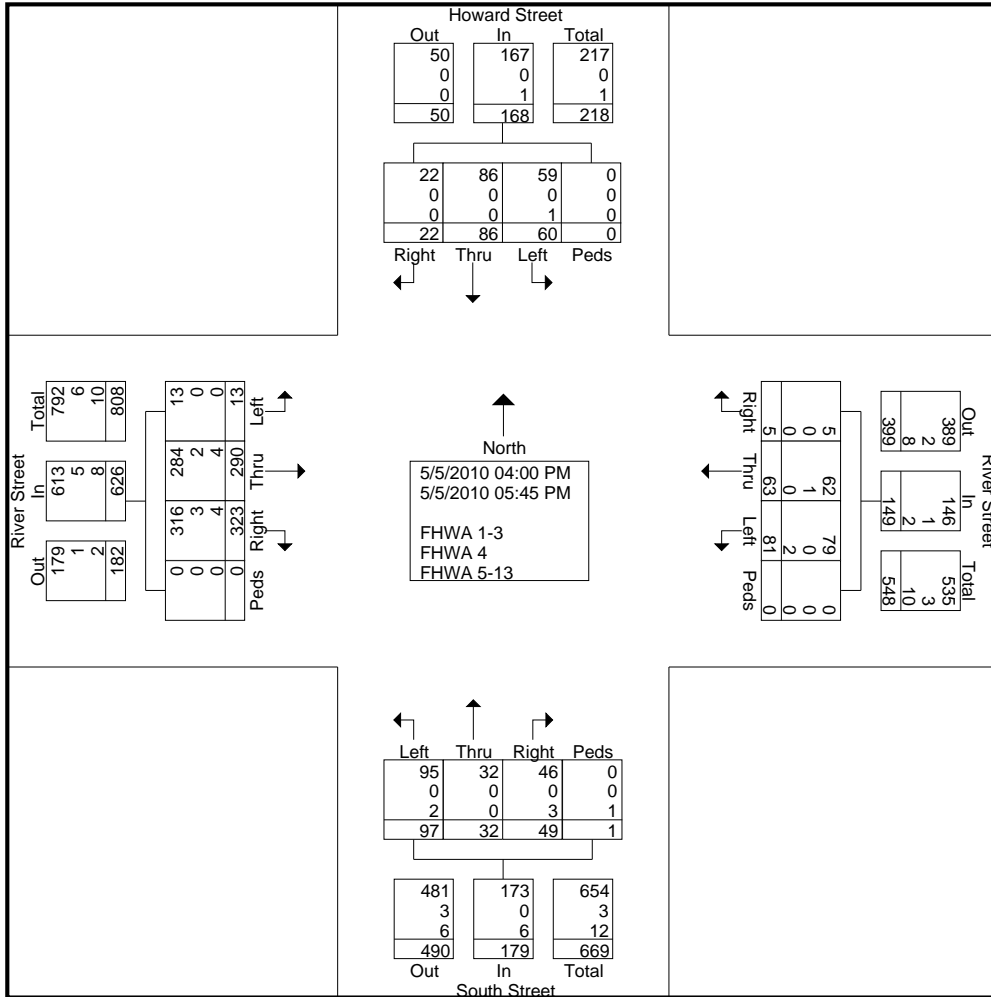 Howard Street
Out In Total
50 167 217
0 0 0
0 1 1
50 168 218
22 86 59 0
0 0 0 0
0 0 1 0
22 86 60 0
Right Thru Left Peds
River Street
Total
792 6 10 808
In
613 5 8 626
Out
179 1 2 182
13 0 0 13
Left
284 2 4 290
Thru
316 3 4 323
Right
0 0 0 0
Peds
North
5/5/2010 04:00 PM
5/5/2010 05:45 PM
FHWA 1-3
FHWA 4
FHWA 5-13
Right
5 0 0 5
Thru
62 1 0 63
Left
79 0 2 81
Peds
0 0 0 0
River Street
Out
389 2 8 399
In
146 1 2 149
Total
535 3 10 548
Left Thru Right Peds
95 32 46 0
0 0 0 0
2 0 3 1
97 32 49 1
481 173 654
3 0 3
6 6 12
490 179 669
Out In Total
South Street